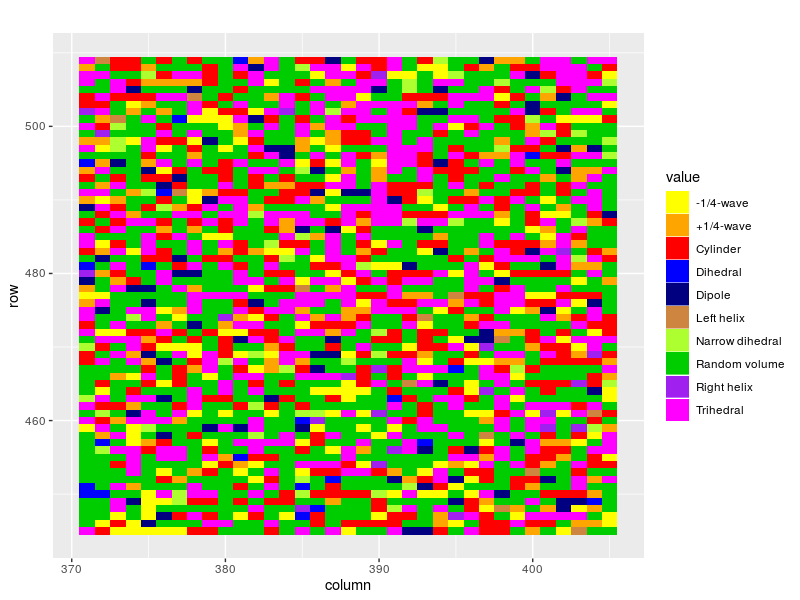 500
480
460
row
370
380
390
400
column
value
-1/4-wave
+1/4-wave
Cylinder
Dihedral
Dipole
Left helix
Narrow dihedral
Random volume
Right helix
Trihedral